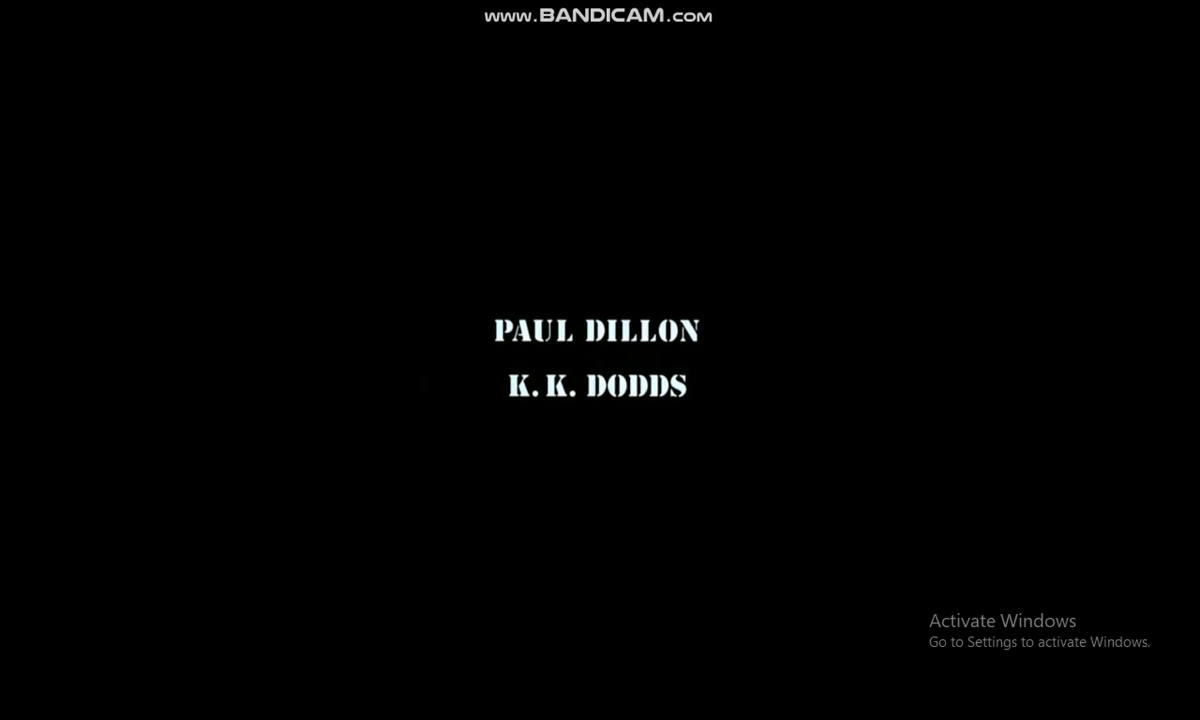 www.BANDICAM.com
PAUL DILLON
K. K. DODDS
Activate Windows
Go to Settings to activate Windows.